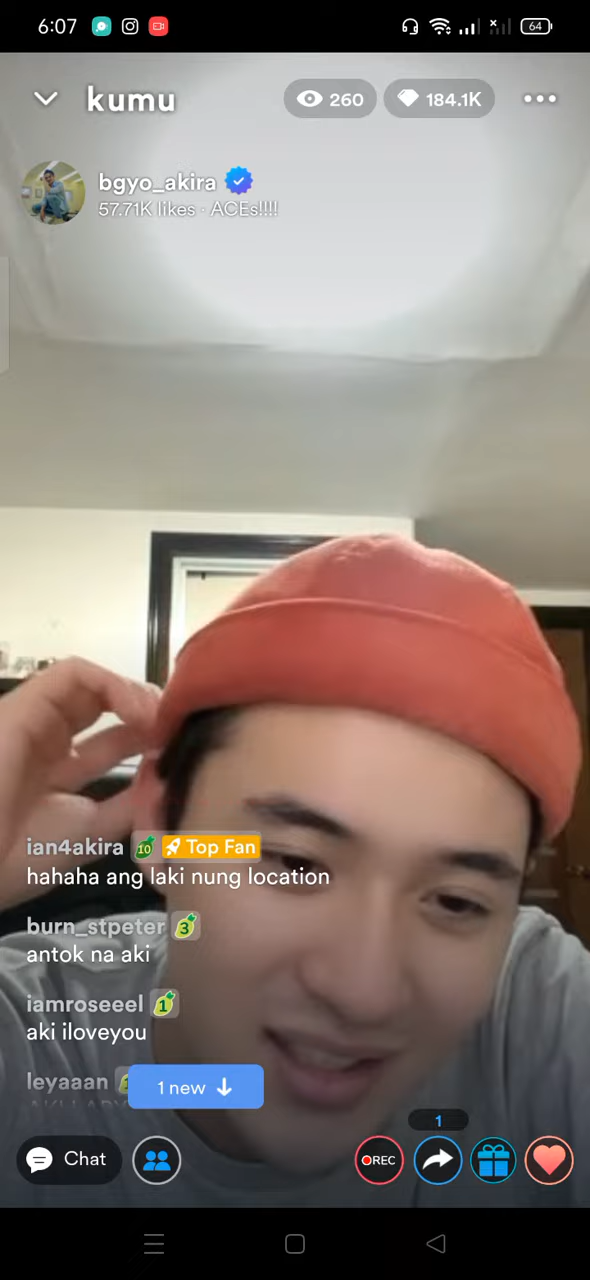 6:07
64
kumu
260
184.1K
bgyo_akira
57.71K likes · ACEs!!!!
ian4akira 10 Top Fan
hahaha ang laki nung location
burn_stpeter 3
antok na aki
iamroseeel 1
aki iloveyou
leyaaan
1 new
1
Chat
REC